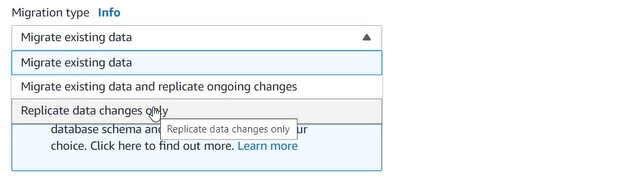 Migration type Info
Migrate existing data
Migrate existing data
Migrate existing data and replicate ongoing changes
Replicate data changes only
Replicate data changes only
database schema and ur
choice. Click here to find out more. Learn more